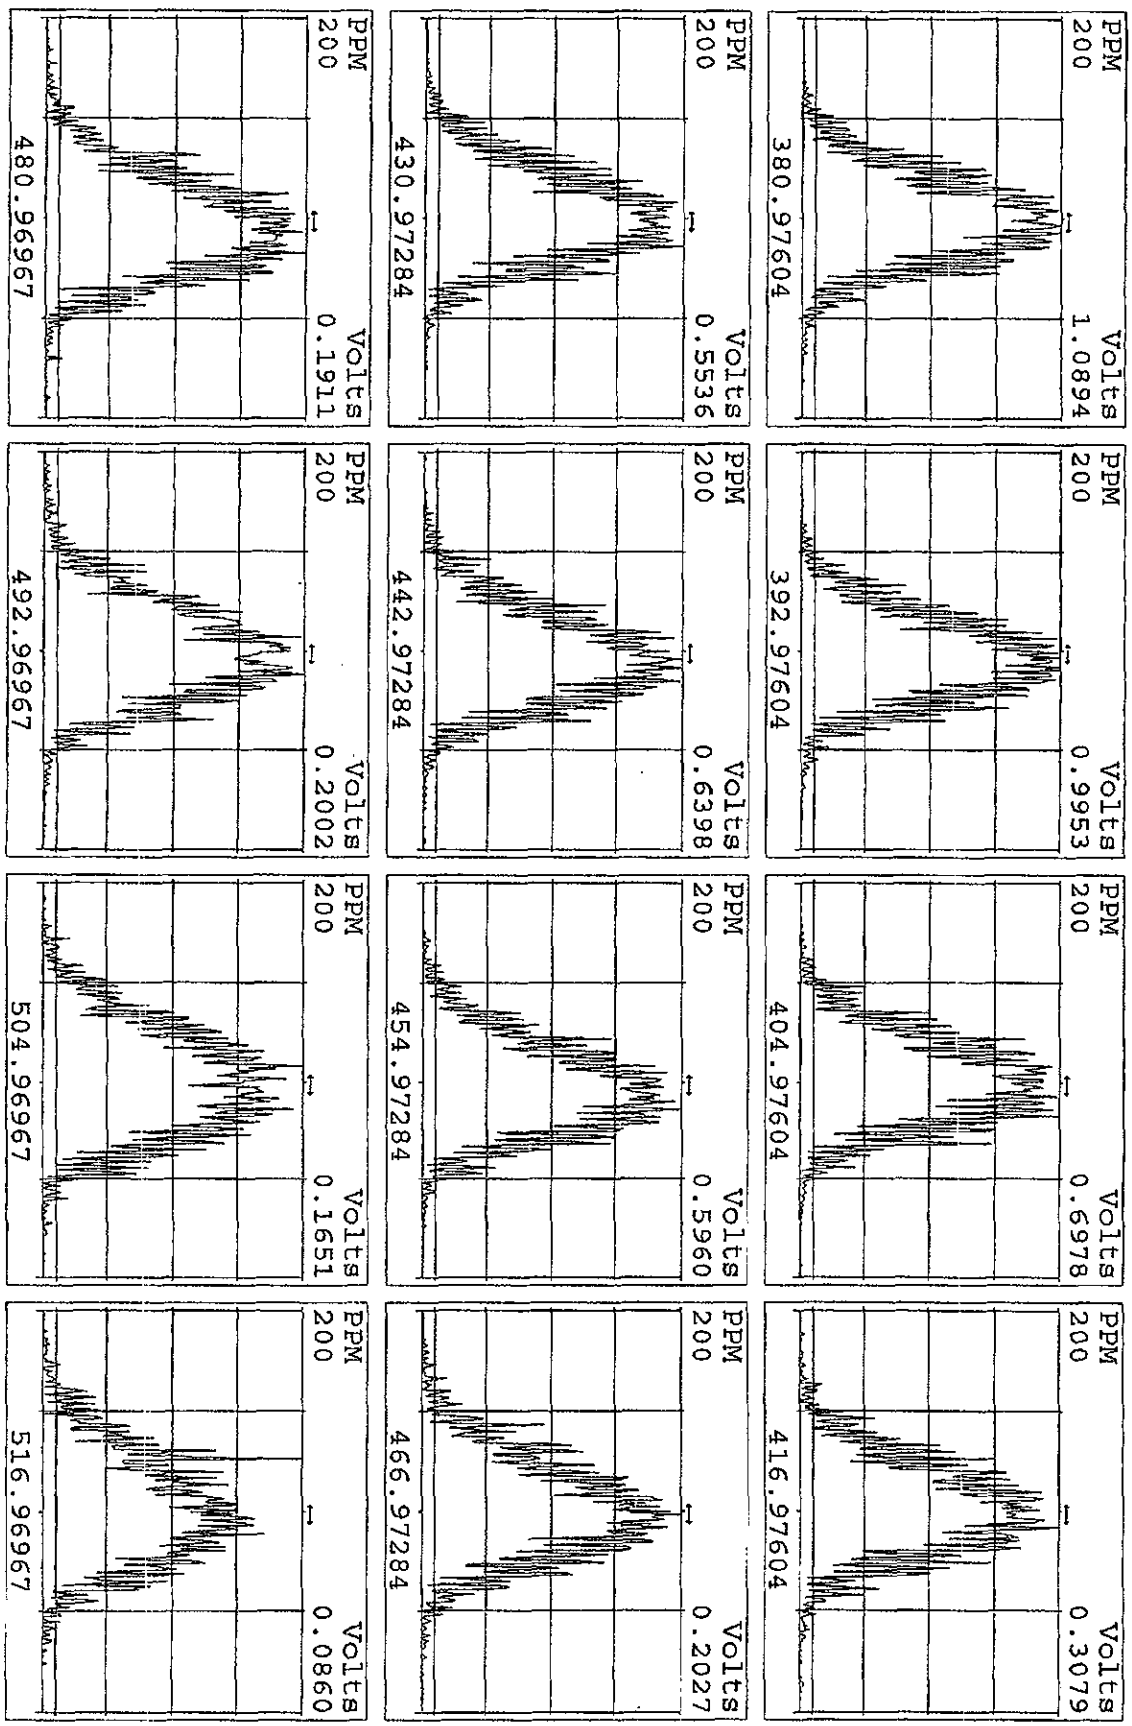 PPM Volts
200 1.0894
380.97604
PPM Volts
200 0.9953
392.97604
PPM Volts
200 0.6978
404.97604
PPM Volts
200 0.3079
416.97604
PPM Volts
200 0.5536
430.97284
PPM Volts
200 0.6398
442.97284
PPM Volts
200 0.5960
454.97284
PPM Volts
200 0.2027
466.97284
PPM Volts
200 0.1911
480.96967
PPM Volts
200 0.2002
492.96967
PPM Volts
200 0.1651
504.96967
PPM Volts
200 0.0860
516.96967